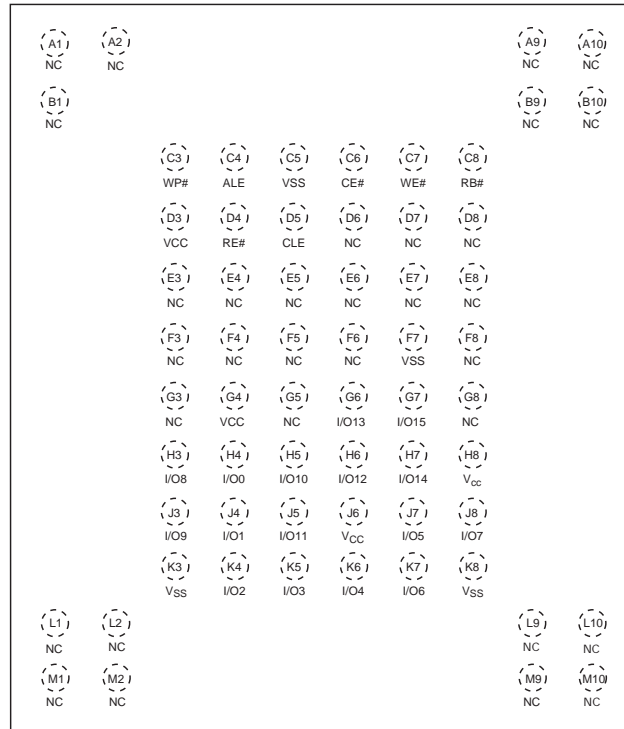 A1 A2 A9 A10
NC NC NC NC
B1 B9 B10
NC NC NC
C3 C4 C5 C6 C7 C8
WP# ALE VSS CE# WE# RB#
D3 D4 D5 D6 D7 D8
VCC RE# CLE NC NC NC
E3 E4 E5 E6 E7 E8
NC NC NC NC NC NC
F3 F4 F5 F6 F7 F8
NC NC NC NC VSS NC
G3 G4 G5 G6 G7 G8
NC VCC NC I/O13 I/O15 NC
H3 H4 H5 H6 H7 H8
I/O8 I/O0 I/O10 I/O12 I/O14 Vcc
J3 J4 J5 J6 J7 J8
I/O9 I/O1 I/O11 VCC I/O5 I/O7
K3 K4 K5 K6 K7 K8
VSS I/O2 I/O3 I/O4 I/O6 VSS
L1 L2 L9 L10
NC NC NC NC
M1 M2 M9 M10
NC NC NC NC